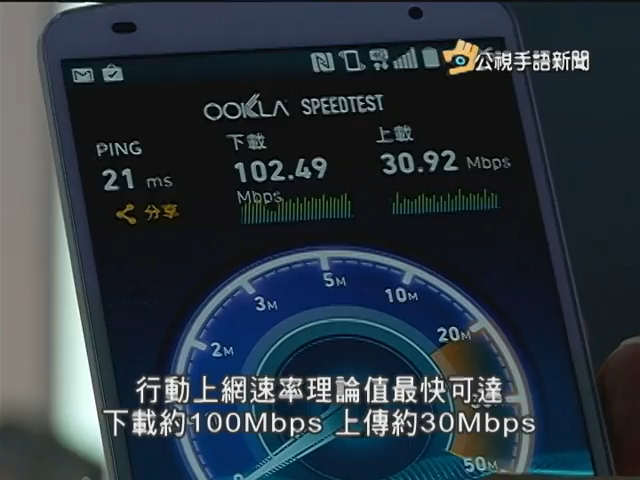 公視手語新聞
OOKLA SPEEDTEST
PING
21 ms
下載
102.49
Mbps
上載
30.92 Mbps
分享
5M
3M
10M
2M
20M
50M
行動上網速率理論值最快可達
下載約100Mbps 上傳約30Mbps